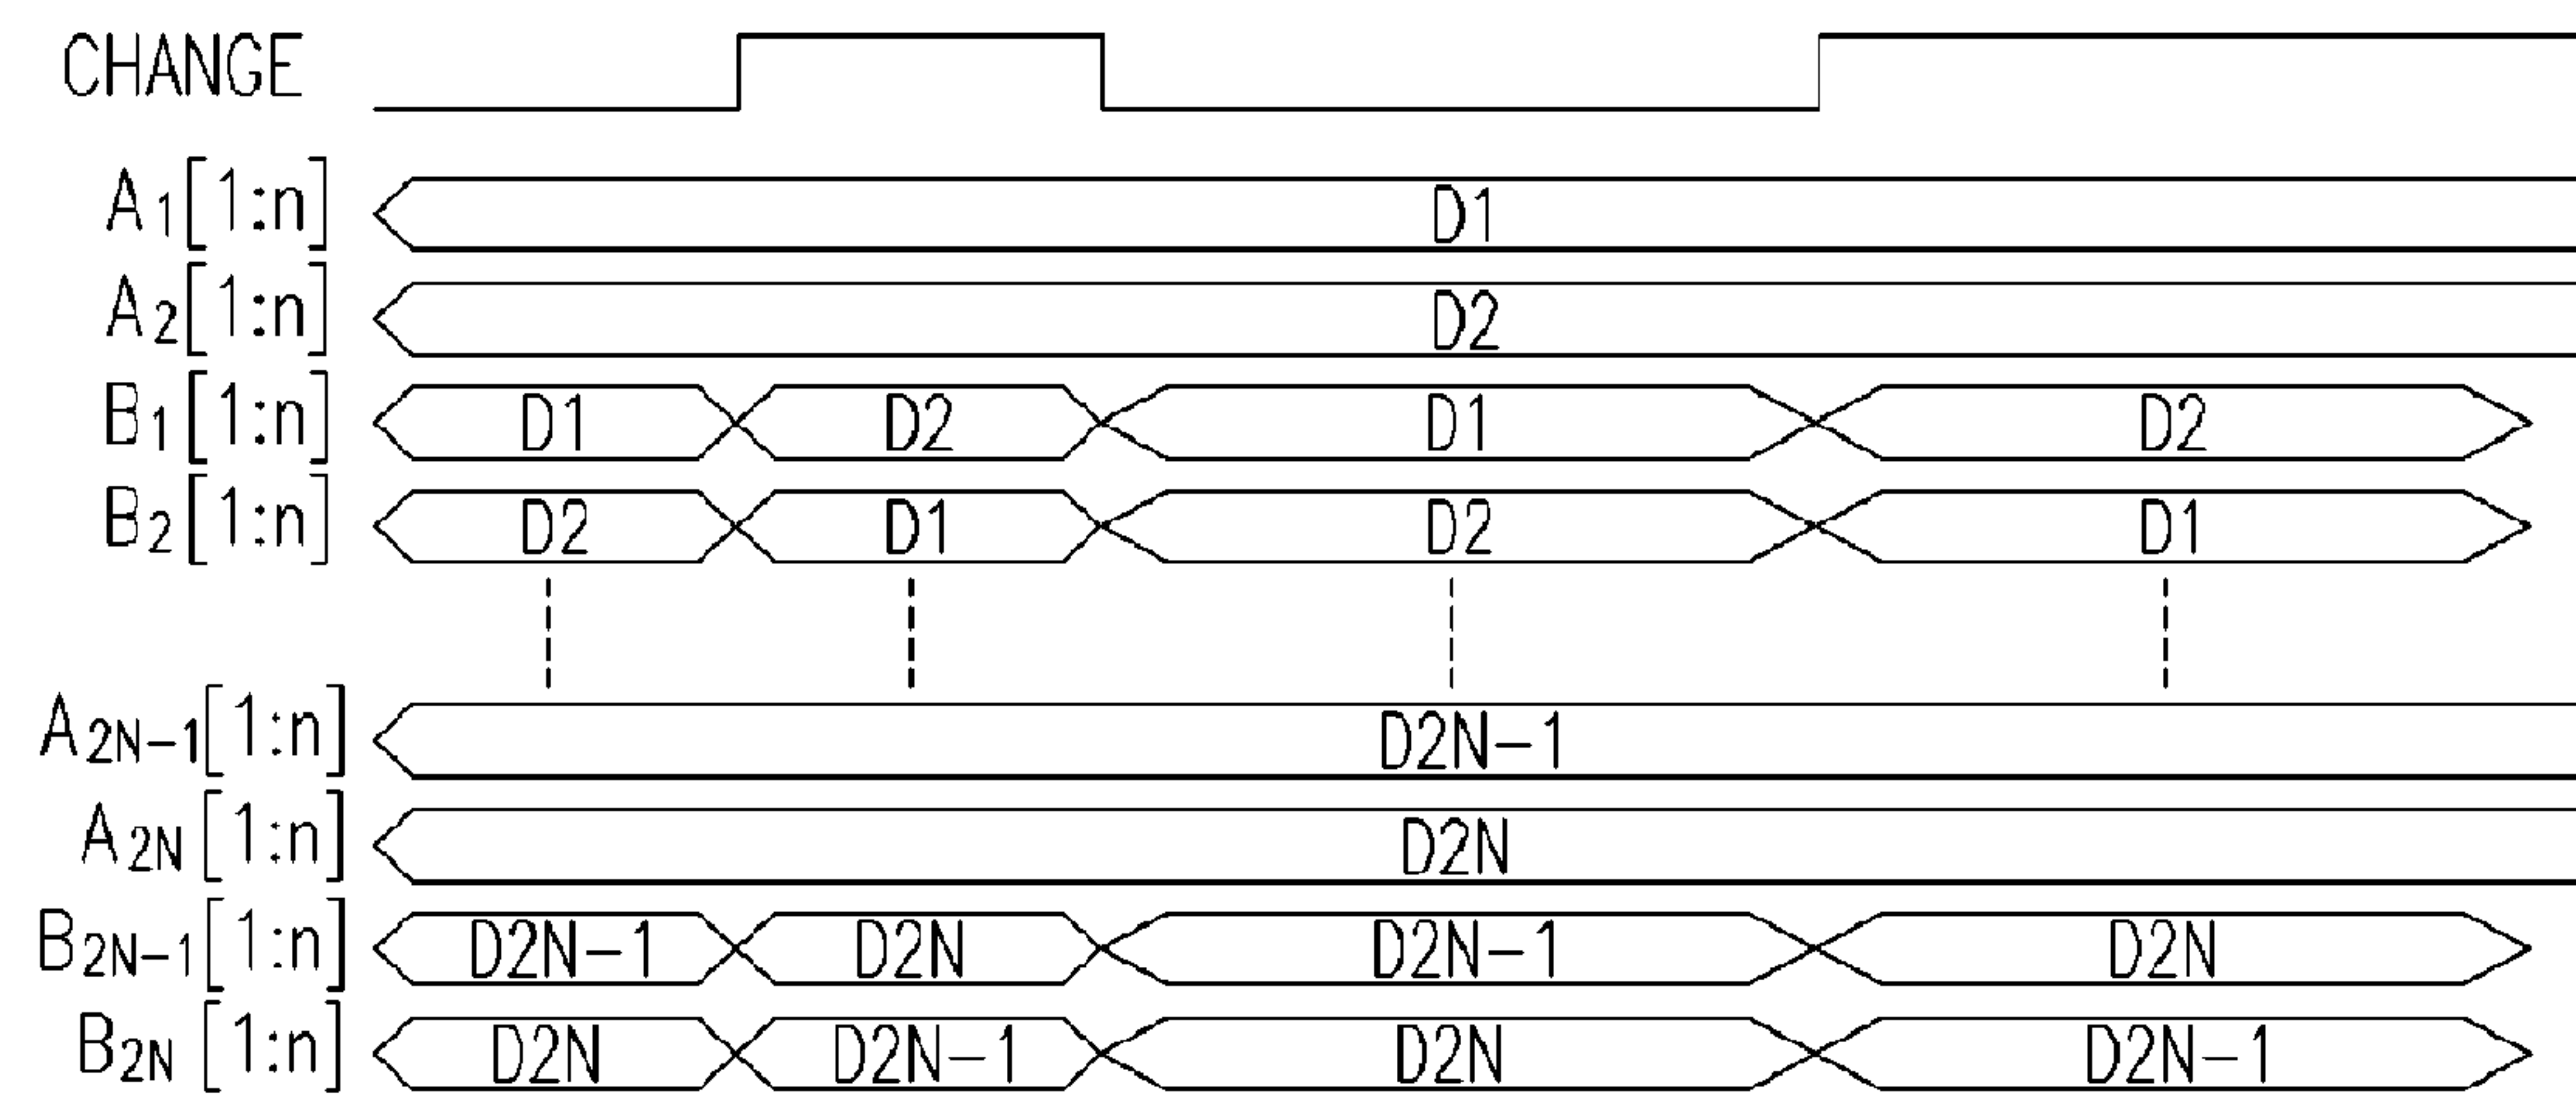 CHANGE
A1[1:n] D1
A2[1:n] D2
B1[1:n] D1 D2 D1 D2
B2[1:n] D2 D1 D2 D1
A2N-1[1:n] D2N-1
A2N[1:n] D2N
B2N-1[1:n] D2N-1 D2N D2N-1 D2N
B2N[1:n] D2N D2N-1 D2N D2N-1